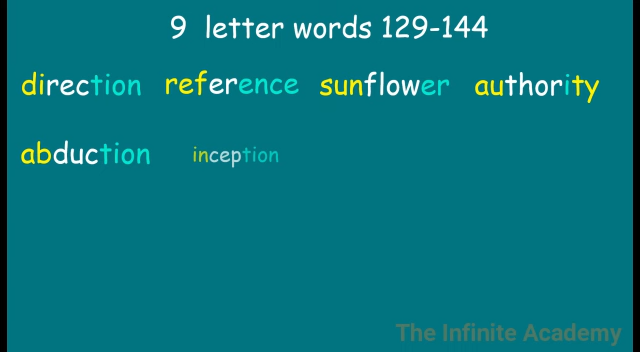 9 letter words 129-144
direction reference sunflower authority
abduction inception
The Infinite Academy